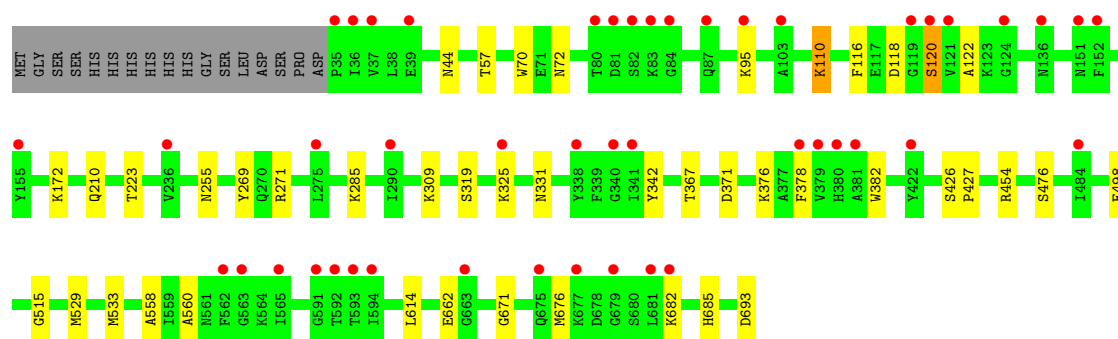 MET GLY SER SER HIS HIS HIS HIS HIS HIS GLY SER LEU ASP SER PRO ASP P35 I36 V37 L38 E39 N44 T57 W70 E71 N72 T80 D81 S82 K83 G84 Q87 K95 A103 K110 F116 E117 D118 G119 S120 V121 A122 K123 G124 N136 N151 F152
Y155 K172 Q210 T223 V236 N255 Y269 Q270 R271 L275 K285 I290 K309 S319 K325 N331 Y338 F339 G340 I341 Y342 T367 D371 K376 A377 F378 V379 H380 A381 W382 Y422 S426 P427 R454 S476 I484
G515 M529 M533 A558 I559 A560 N561 F562 G563 K564 I565 G591 T592 T593 I594 L614 E662 G663 G671 Q675 M676 K677 D678 G679 S680 L681 K682 H685 D693